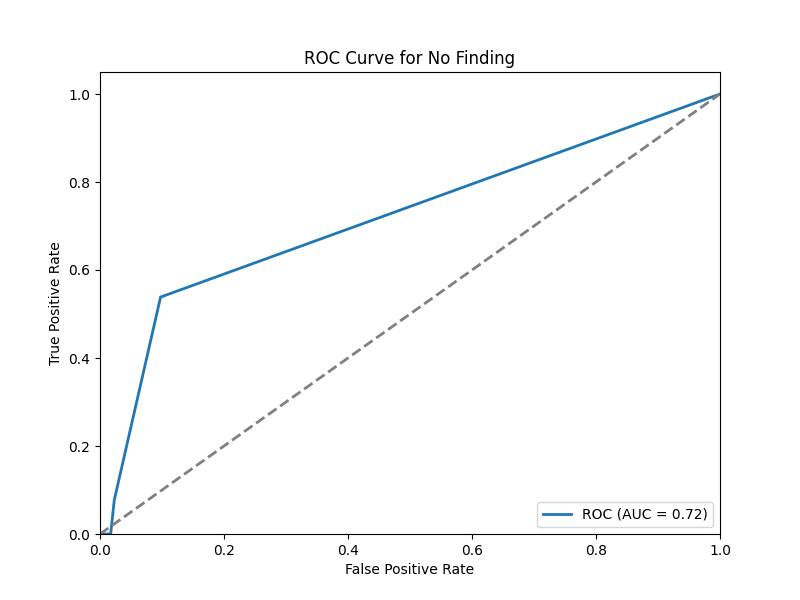 ROC Curve for No Finding
1.0
0.8
0.6
0.4
0.2
0.0
True Positive Rate
0.0 0.2 0.4 0.6 0.8 1.0
False Positive Rate
ROC (AUC = 0.72)